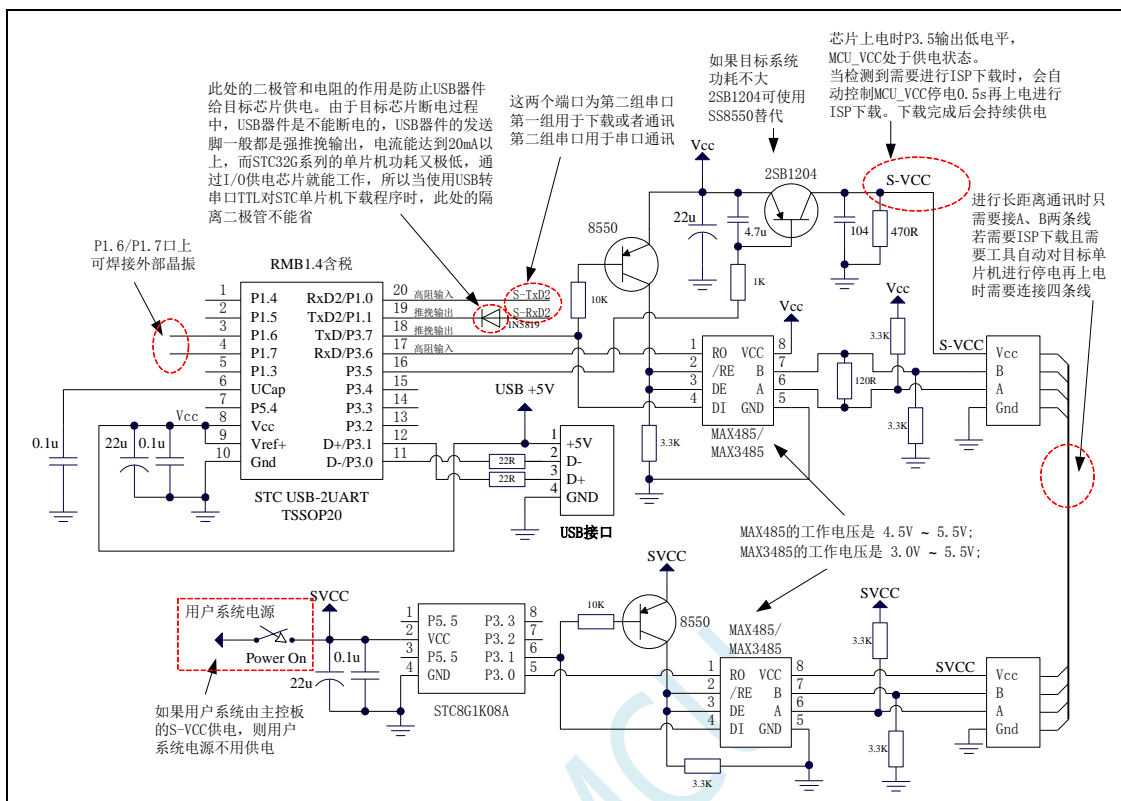 芯片上电时P3.5输出低电平，
MCU_VCC处于供电状态。
当检测到需要进行ISP下载时，会自
动控制MCU_VCC停电0.5s再上电进行
ISP下载。下载完成后会持续供电
如果目标系统
功耗不大
2SB1204可使用
SS8550替代
此处的二极管和电阻的作用是防止USB器件
给目标芯片供电。由于目标芯片断电过程
中，USB器件是不能断电的，USB器件的发送
脚一般都是强推挽输出，电流能达到20mA以
上，而STC32G系列的单片机功耗又极低，通
过I/O供电芯片就能工作，所以当使用USB转
串口TTL对STC单片机下载程序时，此处的隔
离二极管不能省
这两个端口为第二组串口
第一组用于下载或者通讯
第二组串口用于串口通讯
进行长距离通讯时只
需要接A、B两条线
若需要ISP下载且需
要工具自动对目标单
片机进行停电再上电
时需要连接四条线
P1.6/P1.7口上
可焊接外部晶振
Vcc
2SB1204
S-VCC
8550
22u
4.7u
104
470R
1K
10K
RMB1.4含税
1 P1.4 RxD2/P1.0 20 高阻输入 S-TxD2
2 P1.5 TxD2/P1.1 19 推挽输出 S-RxD2
1N5819
3 P1.6 TxD/P3.7 18 推挽输出
4 P1.7 RxD/P3.6 17 高阻输入
5 P1.3 P3.5 16
6 UCap P3.4 15
7 P5.4 P3.3 14
8 Vcc P3.2 13
9 Vref+ D+/P3.1 12
10 Gnd D-/P3.0 11
Vcc
0.1u
22u
0.1u
STC USB-2UART
TSSOP20
USB +5V
22R
22R
1 +5V
2 D-
3 D+
4 GND
USB接口
Vcc
1 RO VCC 8
2 /RE B 7
3 DE A 6
4 DI GND 5
MAX485/
MAX3485
3.3K
120R
3.3K
3.3K
S-VCC
Vcc
B
A
Gnd
MAX485的工作电压是 4.5V ~ 5.5V;
MAX3485的工作电压是 3.0V ~ 5.5V;
用户系统电源
Power On
SVCC
22u
0.1u
如果用户系统由主控板
的S-VCC供电，则用户
系统电源不用供电
1 P5.5 P3.3 8
2 VCC P3.2 7
3 P5.5 P3.1 6
4 GND P3.0 5
STC8G1K08A
SVCC
10K
8550
MAX485/
MAX3485
1 RO VCC 8
2 /RE B 7
3 DE A 6
4 DI GND 5
3.3K
SVCC
3.3K
3.3K
SVCC
Vcc
B
A
Gnd
MCU